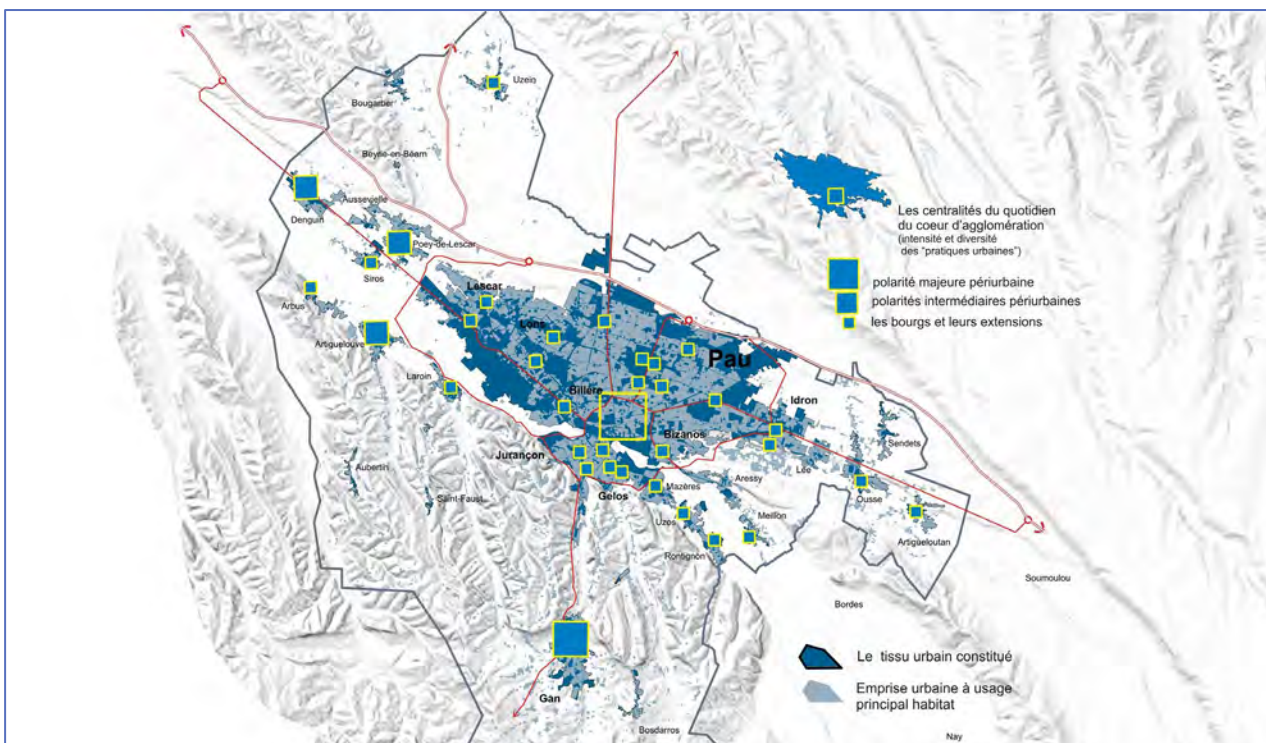 Uzein
Bougarber
Beyrie-en-Béarn
Aussevielle
Denguin
Poey-de-Lescar
Siros
Arbus
Lescar
Artiguelouve
Lons
Pau
Laroin
Billère
Idron
Bizanos
Sendets
Jurançon
Lée
Aubertin
Aressy
Saint-Faust
Mazères
Ousse
Gelos
Meillon
Uzos
Artigueloutan
Rontignon
Soumoulou
Bordes
Gan
Bosdarros
Nay
Les centralités du quotidien
du coeur d'agglomération
(intensité et diversité
des "pratiques urbaines")
polarité majeure périurbaine
polarités intermédiaires périurbaines
les bourgs et leurs extensions
Le tissu urbain constitué
Emprise urbaine à usage
principal habitat